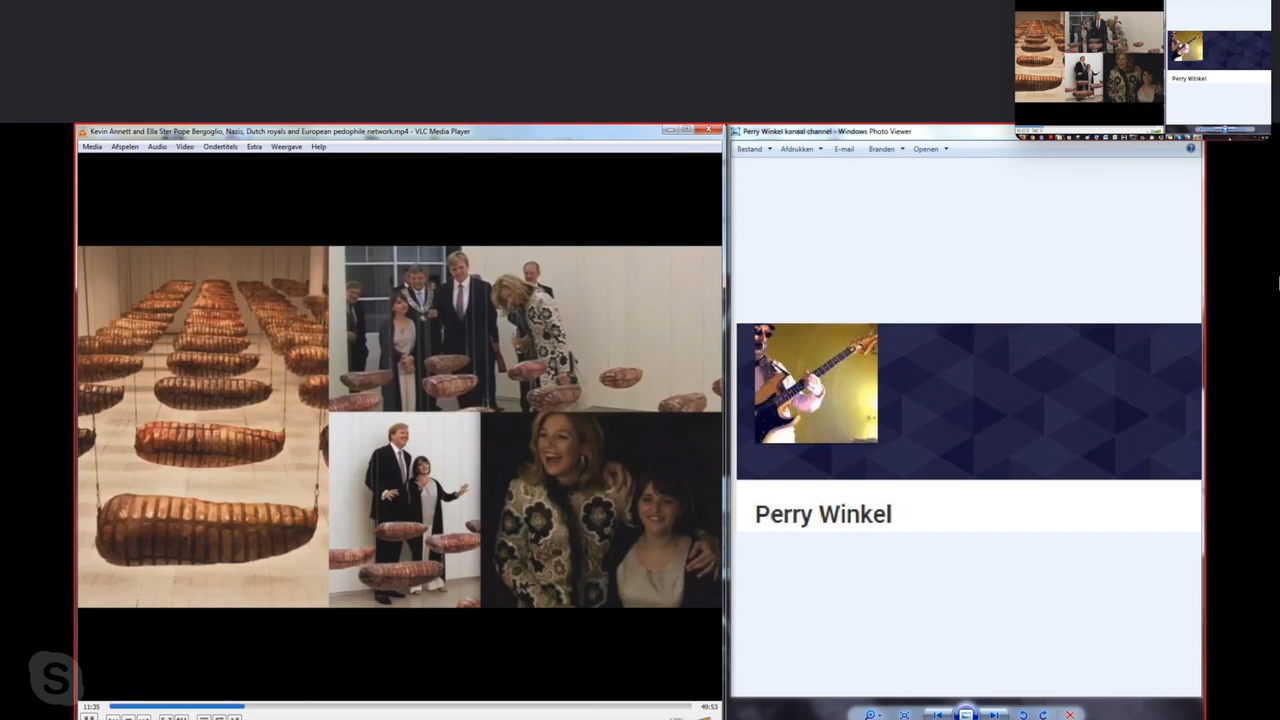 Perry Winkel
Kevin Annett and Ella Ster Pope Bergoglio, Nazis, Dutch royals and European pedophile network.mp4 - VLC Media Player
Media Afspelen Audio Video Ondertitels Extra Weergave Help
Perry Winkel kanaal channel - Windows Photo Viewer
Bestand Afdrukken E-mail Branden Openen
Perry Winkel
11:35
49:53
S